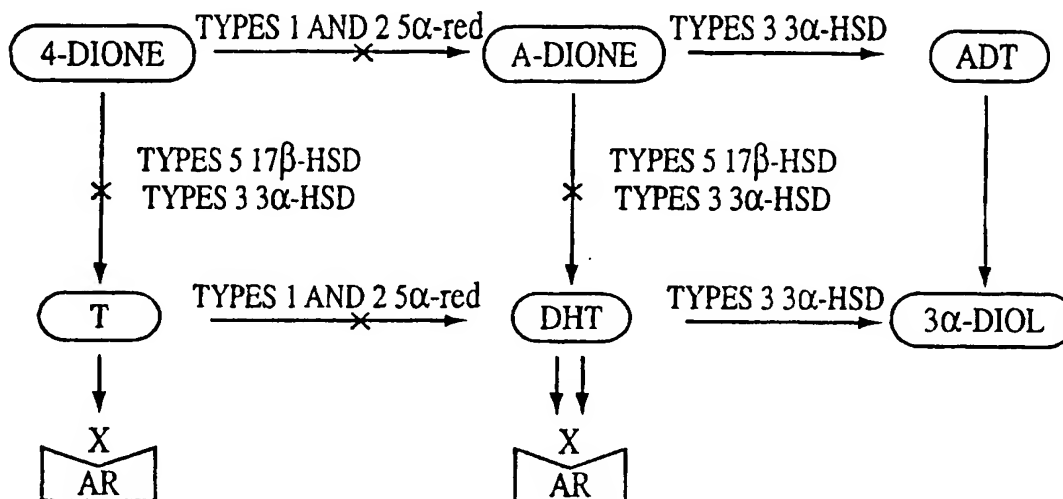 4-DIONE
TYPES 1 AND 2 5α-red
A-DIONE
TYPES 3 3α-HSD
ADT
TYPES 5 17β-HSD
TYPES 3 3α-HSD
TYPES 5 17β-HSD
TYPES 3 3α-HSD
T
TYPES 1 AND 2 5α-red
DHT
TYPES 3 3α-HSD
3α-DIOL
X
AR
X
AR